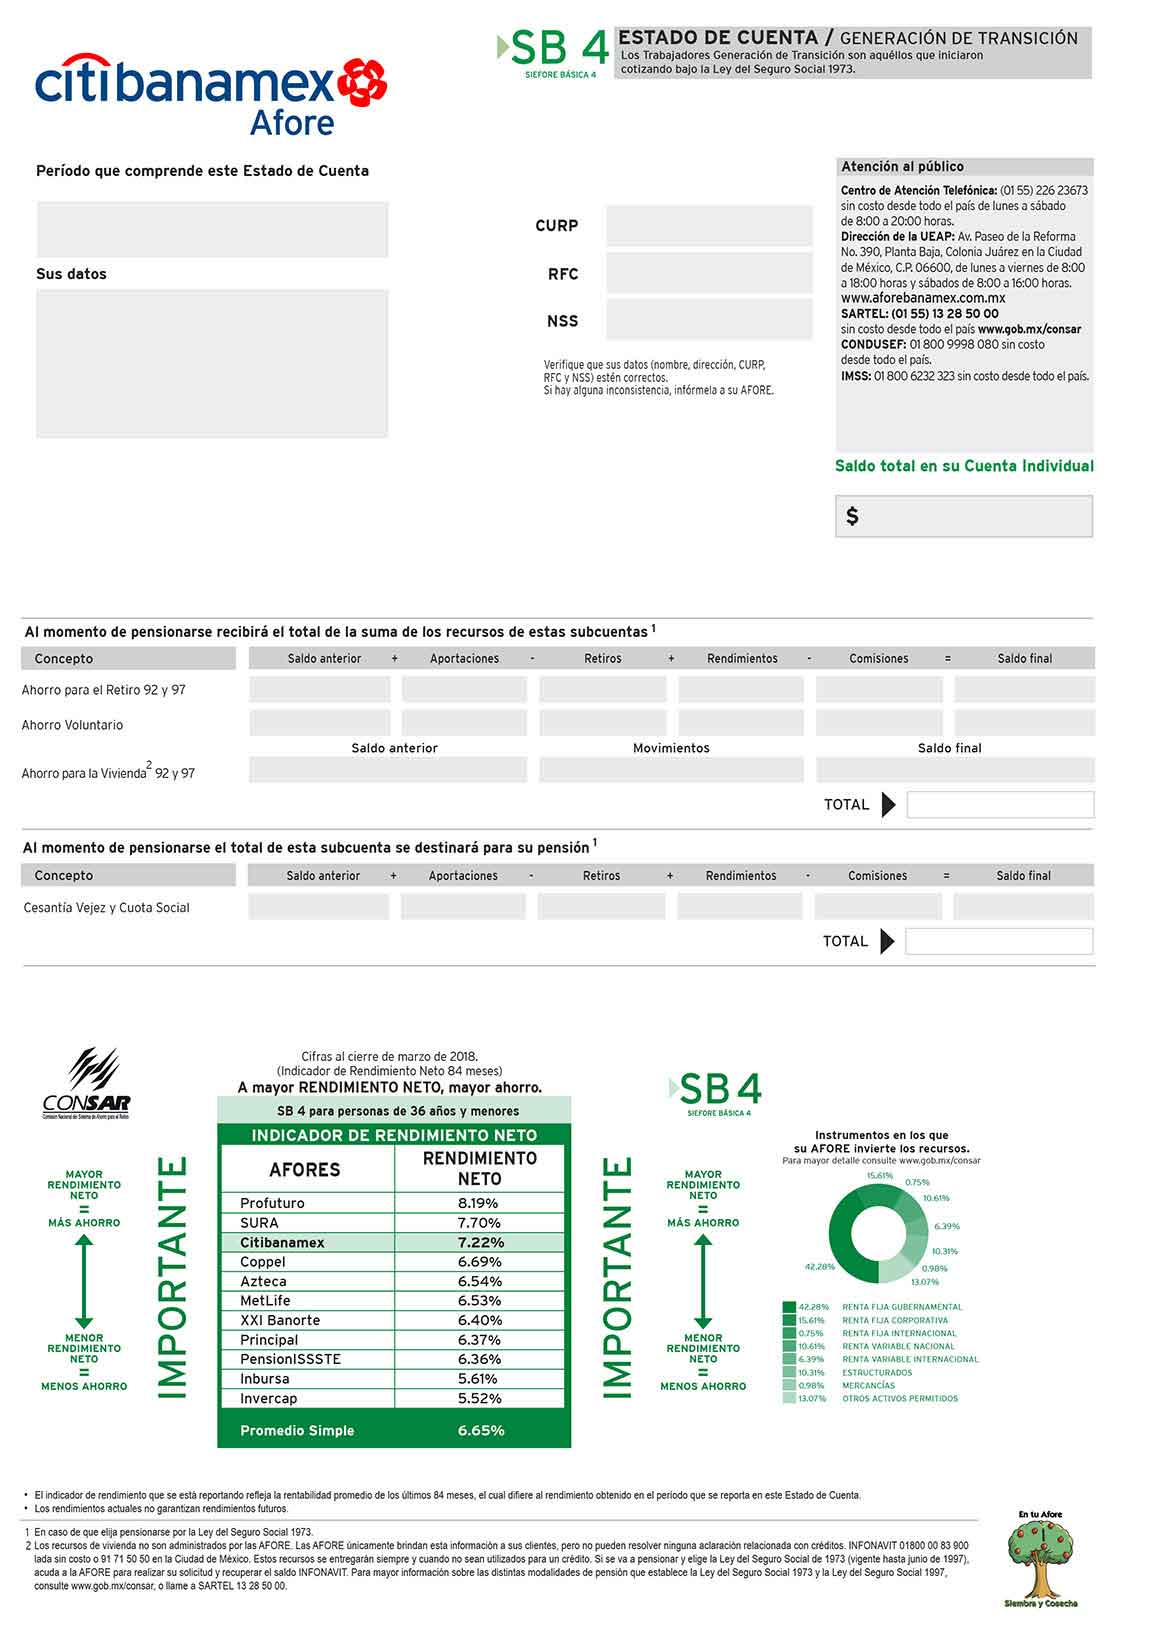 citibanamex
Afore
SB 4
SIEFORE BÁSICA 4
ESTADO DE CUENTA / GENERACIÓN DE TRANSICIÓN
Los Trabajadores Generación de Transición son aquéllos que iniciaron
cotizando bajo la Ley del Seguro Social 1973.
Período que comprende este Estado de Cuenta
Sus datos
CURP
RFC
NSS
Verifique que sus datos (nombre, dirección, CURP,
RFC y NSS) estén correctos.
Si hay alguna inconsistencia, infórmela a su AFORE.
Atención al público
Centro de Atención Telefónica: (01 55) 226 23673
sin costo desde todo el país de lunes a sábado
de 8:00 a 20:00 horas.
Dirección de la UEAP: Av. Paseo de la Reforma
No. 390, Planta Baja, Colonia Juárez en la Ciudad
de México, C.P. 06600, de lunes a viernes de 8:00
a 18:00 horas y sábados de 8:00 a 16:00 horas.
www.aforebanamex.com.mx
SARTEL: (01 55) 13 28 50 00
sin costo desde todo el país www.gob.mx/consar
CONDUSEF: 01 800 9998 080 sin costo
desde todo el país.
IMSS: 01 800 6232 323 sin costo desde todo el país.
Saldo total en su Cuenta Individual
$
Al momento de pensionarse recibirá el total de la suma de los recursos de estas subcuentas 1
Concepto Saldo anterior + Aportaciones - Retiros + Rendimientos - Comisiones = Saldo final
Ahorro para el Retiro 92 y 97
Ahorro Voluntario
Saldo anterior Movimientos Saldo final
Ahorro para la Vivienda2 92 y 97
TOTAL
Al momento de pensionarse el total de esta subcuenta se destinará para su pensión 1
Concepto Saldo anterior + Aportaciones - Retiros + Rendimientos - Comisiones = Saldo final
Cesantía Vejez y Cuota Social
TOTAL
CONSAR
Comisión Nacional del Sistema de Ahorro para el Retiro
MAYOR
RENDIMIENTO
NETO
=
MÁS AHORRO
MENOR
RENDIMIENTO
NETO
=
MENOS AHORRO
IMPORTANTE
Cifras al cierre de marzo de 2018.
(Indicador de Rendimiento Neto 84 meses)
A mayor RENDIMIENTO NETO, mayor ahorro.
SB 4 para personas de 36 años y menores
INDICADOR DE RENDIMIENTO NETO
AFORES RENDIMIENTO NETO
Profuturo 8.19%
SURA 7.70%
Citibanamex 7.22%
Coppel 6.69%
Azteca 6.54%
MetLife 6.53%
XXI Banorte 6.40%
Principal 6.37%
PensionISSSTE 6.36%
Inbursa 5.61%
Invercap 5.52%
Promedio Simple 6.65%
IMPORTANTE
SB 4
SIEFORE BÁSICA 4
MAYOR
RENDIMIENTO
NETO
=
MÁS AHORRO
MENOR
RENDIMIENTO
NETO
=
MENOS AHORRO
Instrumentos en los que
su AFORE invierte los recursos.
Para mayor detalle consulte www.gob.mx/consar
15.61%
0.75%
10.61%
6.39%
10.31%
0.98%
13.07%
42.28%
42.28% RENTA FIJA GUBERNAMENTAL
15.61% RENTA FIJA CORPORATIVA
0.75% RENTA FIJA INTERNACIONAL
10.61% RENTA VARIABLE NACIONAL
6.39% RENTA VARIABLE INTERNACIONAL
10.31% ESTRUCTURADOS
0.98% MERCANCÍAS
13.07% OTROS ACTIVOS PERMITIDOS
• El indicador de rendimiento que se está reportando refleja la rentabilidad promedio de los últimos 84 meses, el cual difiere al rendimiento obtenido en el período que se reporta en este Estado de Cuenta.
• Los rendimientos actuales no garantizan rendimientos futuros.
1 En caso de que elija pensionarse por la Ley del Seguro Social 1973.
2 Los recursos de vivienda no son administrados por las AFORE. Las AFORE únicamente brindan esta información a sus clientes, pero no pueden resolver ninguna aclaración relacionada con créditos. INFONAVIT 01800 00 83 900
lada sin costo o 91 71 50 50 en la Ciudad de México. Estos recursos se entregarán siempre y cuando no sean utilizados para un crédito. Si se va a pensionar y elige la Ley del Seguro Social de 1973 (vigente hasta junio de 1997),
acuda a la AFORE para realizar su solicitud y recuperar el saldo INFONAVIT. Para mayor información sobre las distintas modalidades de pensión que establece la Ley del Seguro Social 1973 y la Ley del Seguro Social 1997,
consulte www.gob.mx/consar, o llame a SARTEL 13 28 50 00.
En tu Afore
Siembra y Cosecha